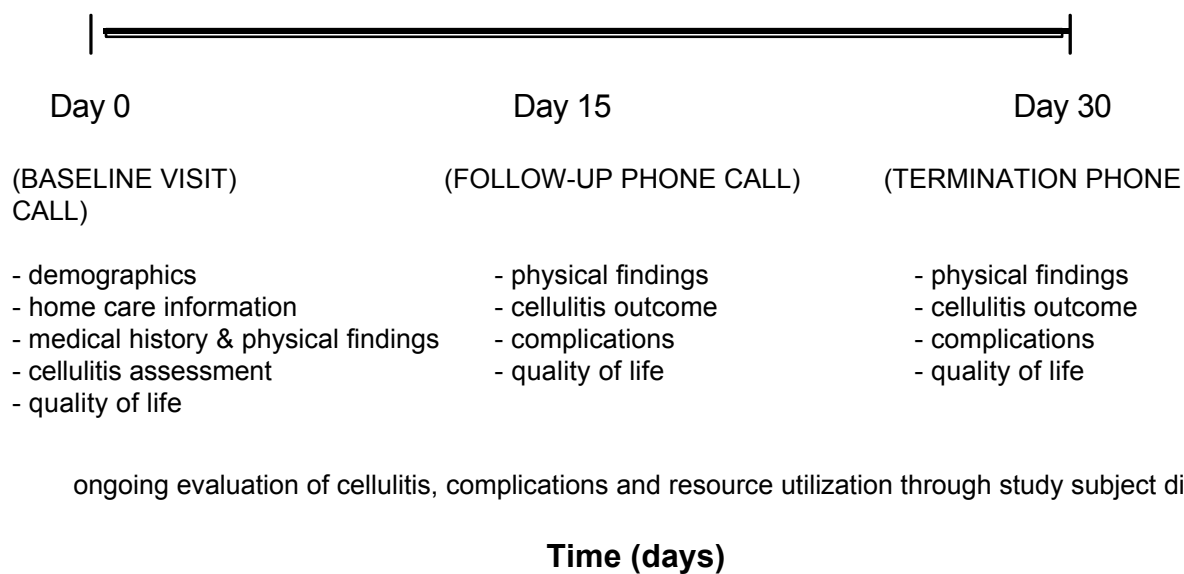 Day 0 Day 15 Day 30
(BASELINE VISIT) (FOLLOW-UP PHONE CALL) (TERMINATION PHONE
CALL)
- demographics - physical findings - physical findings
- home care information - cellulitis outcome - cellulitis outcome
- medical history & physical findings - complications - complications
- cellulitis assessment - quality of life - quality of life
- quality of life
ongoing evaluation of cellulitis, complications and resource utilization through study subject
Time (days)